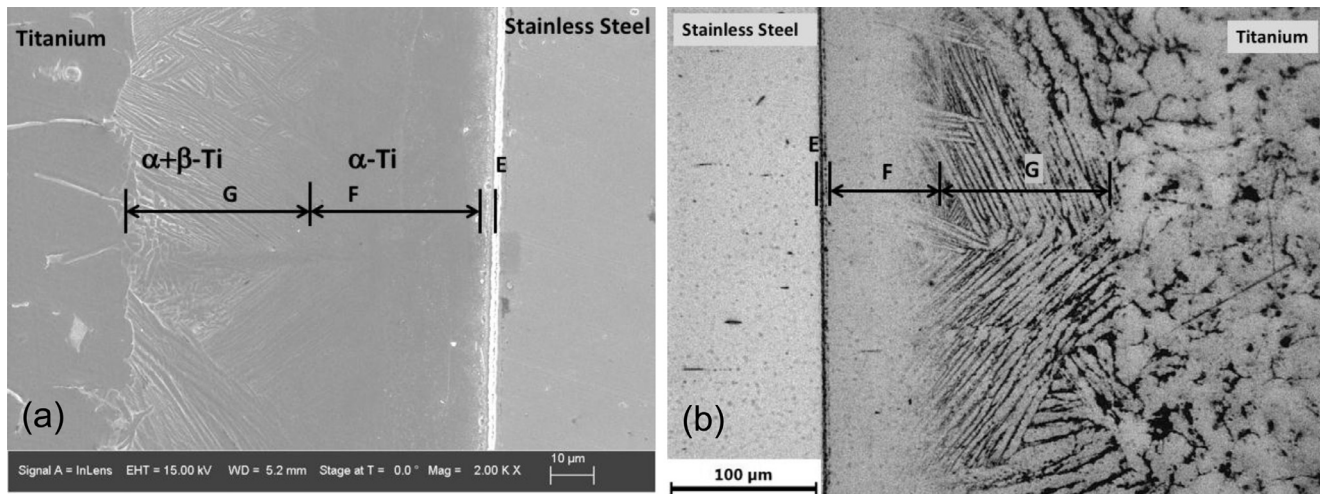 Titanium
Stainless Steel
α+β-Ti
α-Ti
E
G
F
(a)
Signal A = InLens EHT = 15.00 kV WD = 5.2 mm Stage at T = 0.0 ° Mag = 2.00 K X
10 µm
Stainless Steel
Titanium
E
F
G
(b)
100 µm